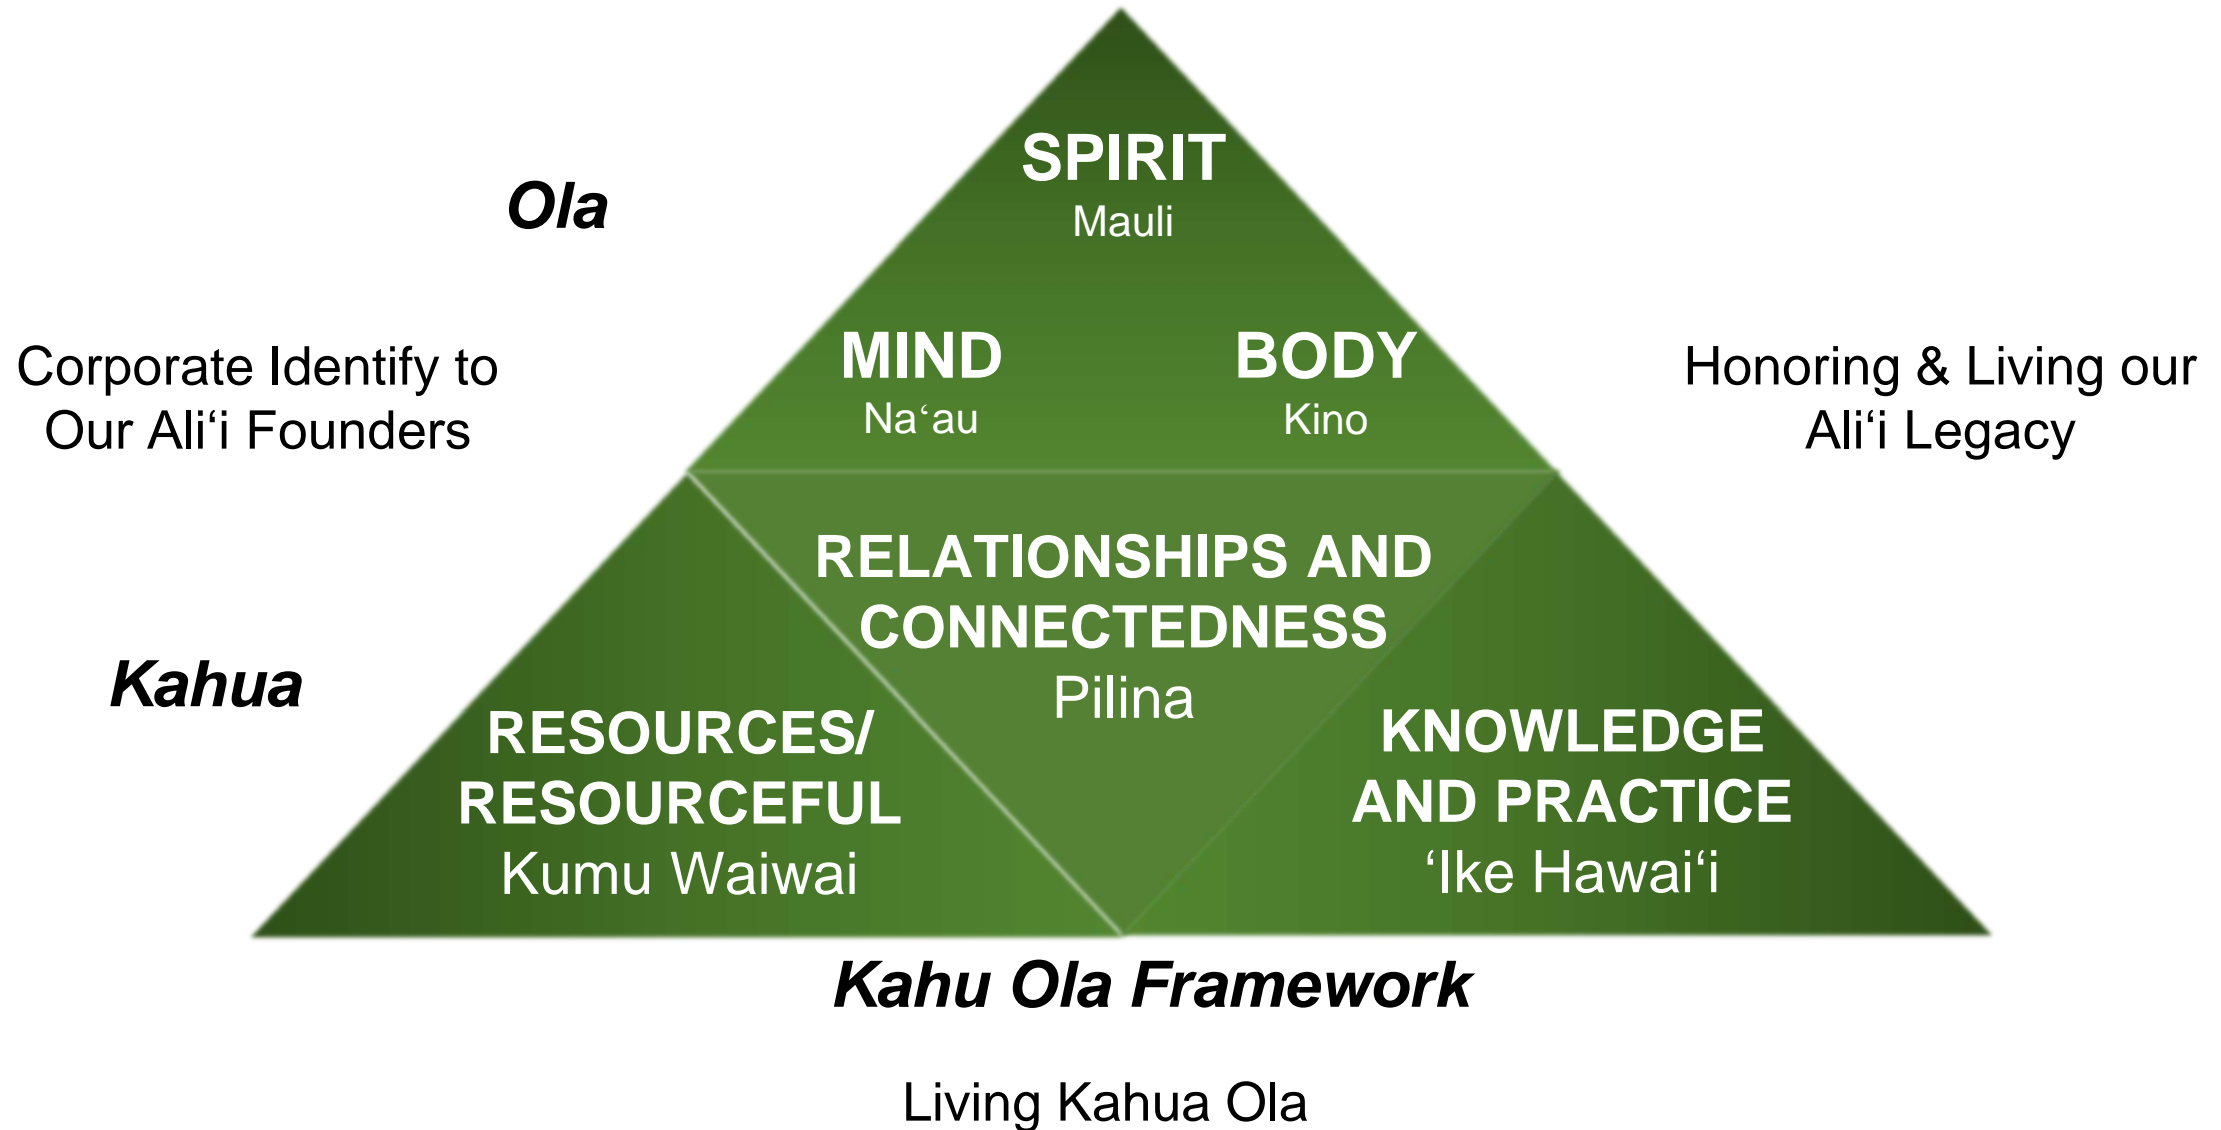 SPIRIT
Mauli
Ola
MIND
Na‘au
BODY
Kino
Corporate Identify to
Our Ali‘i Founders
Honoring & Living our
Ali‘i Legacy
RELATIONSHIPS AND
CONNECTEDNESS
Pilina
Kahua
RESOURCES/
RESOURCEFUL
Kumu Waiwai
KNOWLEDGE
AND PRACTICE
‘Ike Hawai‘i
Kahu Ola Framework
Living Kahua Ola